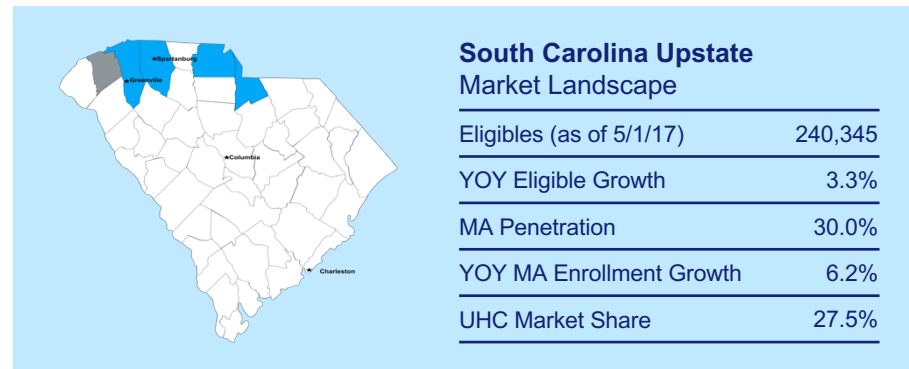 ★Spartanburg
★Greenville
★Columbia
★ Charleston
South Carolina Upstate
Market Landscape
Eligibles (as of 5/1/17) 240,345
YOY Eligible Growth 3.3%
MA Penetration 30.0%
YOY MA Enrollment Growth 6.2%
UHC Market Share 27.5%